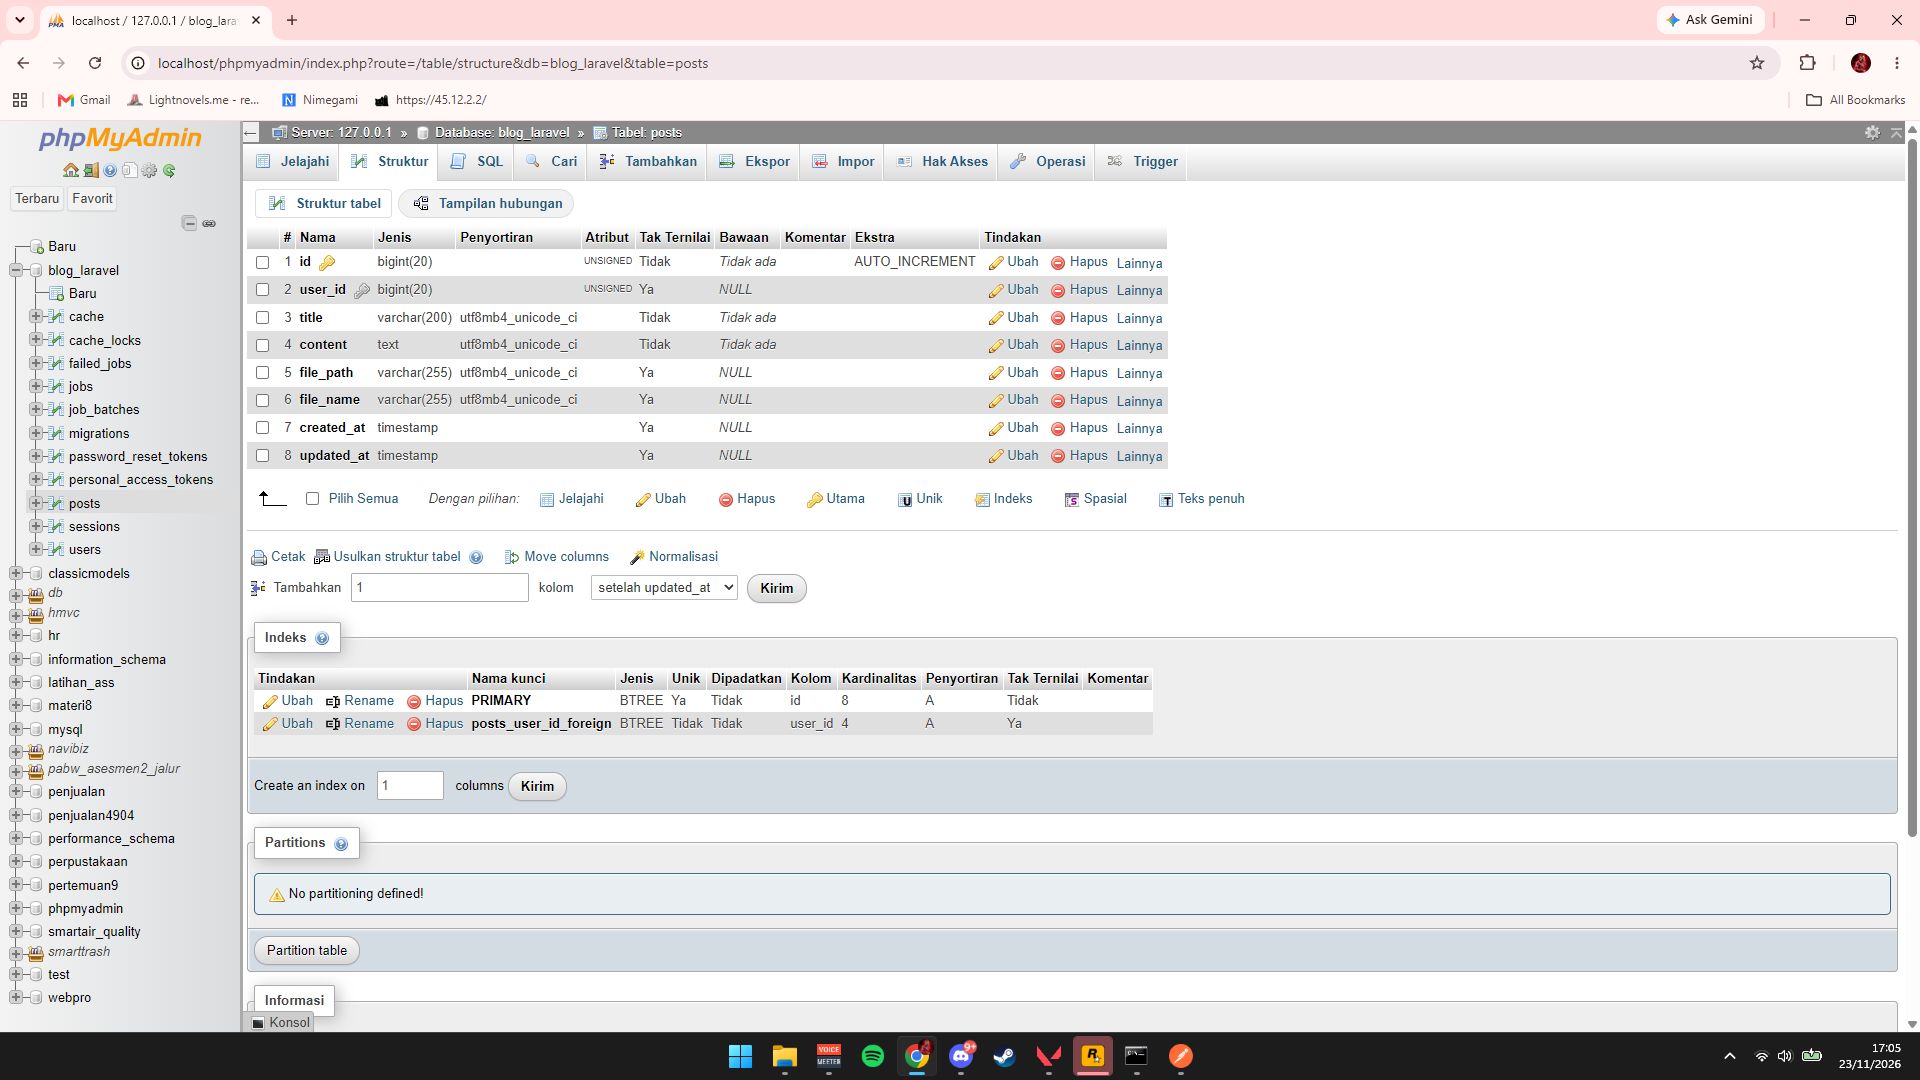 localhost / 127.0.0.1 / blog_lara
Ask Gemini
localhost/phpmyadmin/index.php?route=/table/structure&db=blog_laravel&table=posts
Gmail
Lightnovels.me - re...
Nimegami
https://45.12.2.2/
All Bookmarks
phpMyAdmin
Terbaru Favorit
Baru
blog_laravel
Baru
cache
cache_locks
failed_jobs
jobs
job_batches
migrations
password_reset_tokens
personal_access_tokens
posts
sessions
users
classicmodels
db
hmvc
hr
information_schema
latihan_ass
materi8
mysql
navibiz
pabw_asesmen2_jalur
penjualan
penjualan4904
performance_schema
perpustakaan
pertemuan9
phpmyadmin
smartair_quality
smarttrash
test
webpro
Server: 127.0.0.1 » Database: blog_laravel » Tabel: posts
Jelajahi Struktur SQL Cari Tambahkan Ekspor Impor Hak Akses Operasi Trigger
Struktur tabel Tampilan hubungan
# Nama Jenis Penyortiran Atribut Tak Ternilai Bawaan Komentar Ekstra Tindakan
1 id bigint(20) UNSIGNED Tidak Tidak ada AUTO_INCREMENT Ubah Hapus Lainnya
2 user_id bigint(20) UNSIGNED Ya NULL Ubah Hapus Lainnya
3 title varchar(200) utf8mb4_unicode_ci Tidak Tidak ada Ubah Hapus Lainnya
4 content text utf8mb4_unicode_ci Tidak Tidak ada Ubah Hapus Lainnya
5 file_path varchar(255) utf8mb4_unicode_ci Ya NULL Ubah Hapus Lainnya
6 file_name varchar(255) utf8mb4_unicode_ci Ya NULL Ubah Hapus Lainnya
7 created_at timestamp Ya NULL Ubah Hapus Lainnya
8 updated_at timestamp Ya NULL Ubah Hapus Lainnya
Pilih Semua Dengan pilihan: Jelajahi Ubah Hapus Utama Unik Indeks Spasial Teks penuh
Cetak Usulkan struktur tabel Move columns Normalisasi
Tambahkan 1 kolom setelah updated_at Kirim
Indeks
Tindakan Nama kunci Jenis Unik Dipadatkan Kolom Kardinalitas Penyortiran Tak Ternilai Komentar
Ubah Rename Hapus PRIMARY BTREE Ya Tidak id 8 A Tidak
Ubah Rename Hapus posts_user_id_foreign BTREE Tidak Tidak user_id 4 A Ya
Create an index on 1 columns Kirim
Partitions
No partitioning defined!
Partition table
Informasi
Konsol
VOICE
MEETER
9+
17:05
23/11/2026